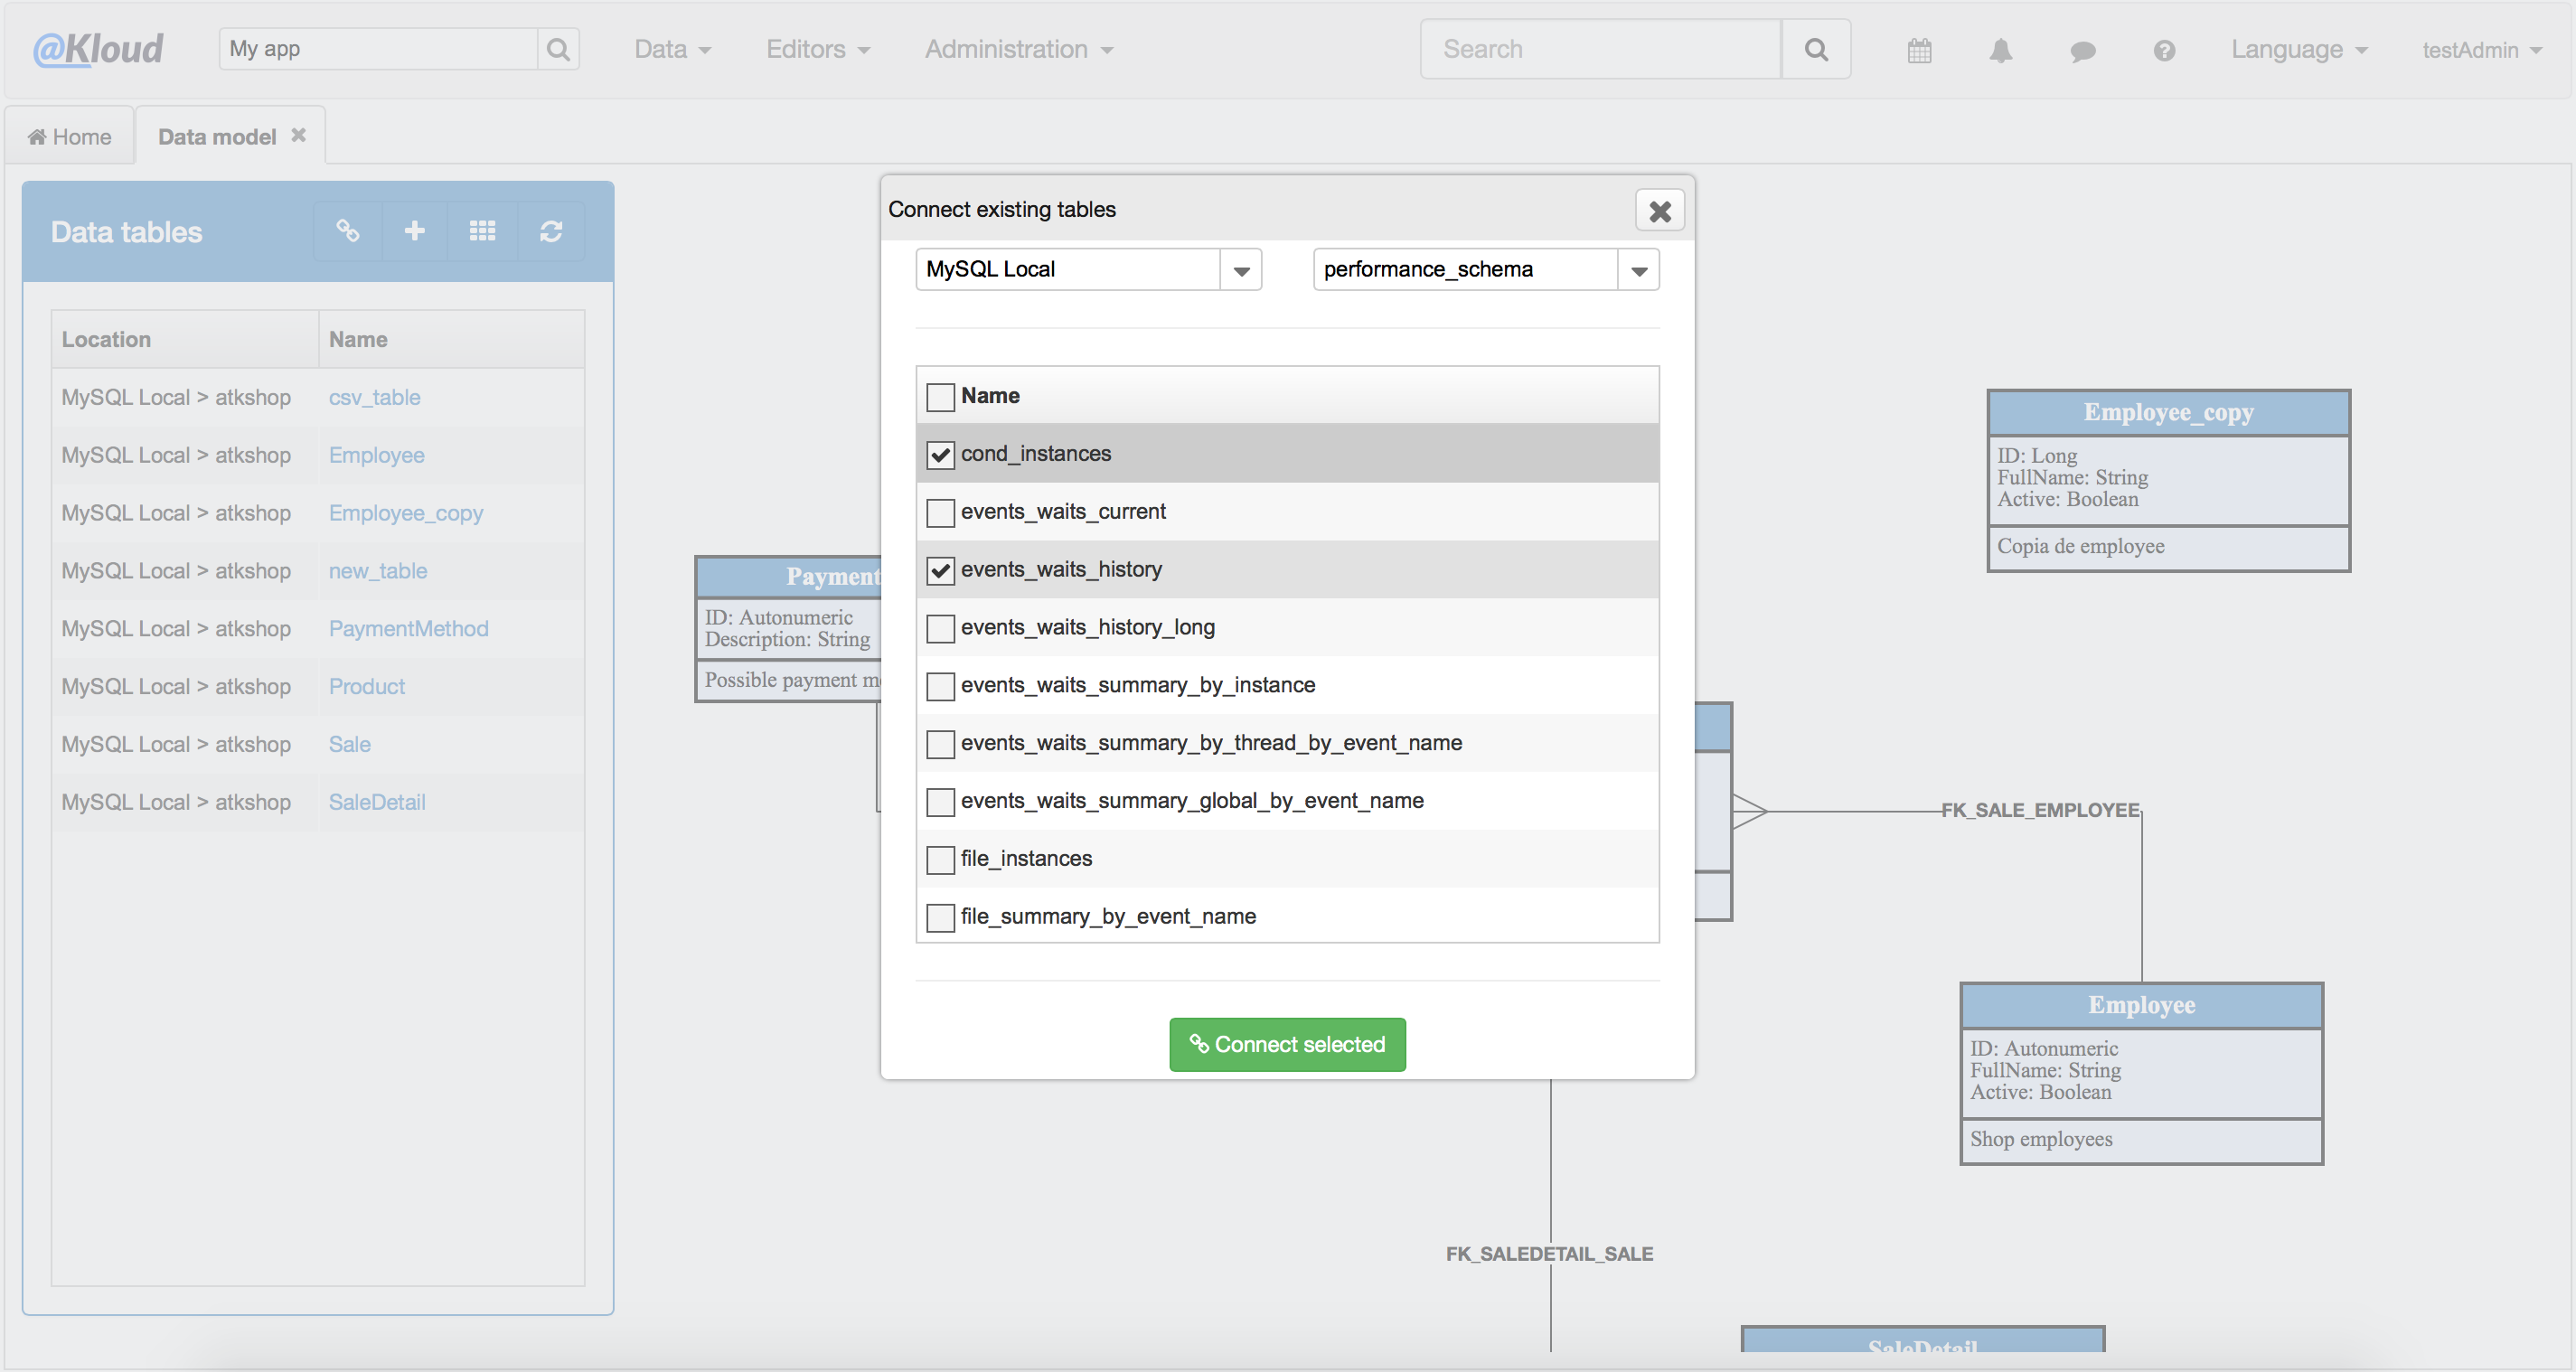 @Kloud
My app
Data
Editors
Administration
Search
Language
testAdmin
Home
Data model
Data tables
Location Name
MySQL Local > atkshop csv_table
MySQL Local > atkshop Employee
MySQL Local > atkshop Employee_copy
MySQL Local > atkshop new_table
MySQL Local > atkshop PaymentMethod
MySQL Local > atkshop Product
MySQL Local > atkshop Sale
MySQL Local > atkshop SaleDetail
Payment
ID: Autonumeric
Description: String
Possible payment
Connect existing tables
MySQL Local
performance_schema
Name
cond_instances
events_waits_current
events_waits_history
events_waits_history_long
events_waits_summary_by_instance
events_waits_summary_by_thread_by_event_name
events_waits_summary_global_by_event_name
file_instances
file_summary_by_event_name
Connect selected
Employee_copy
ID: Long
FullName: String
Active: Boolean
Copia de employee
FK_SALE_EMPLOYEE
Employee
ID: Autonumeric
FullName: String
Active: Boolean
Shop employees
FK_SALEDETAIL_SALE
SaleDetail